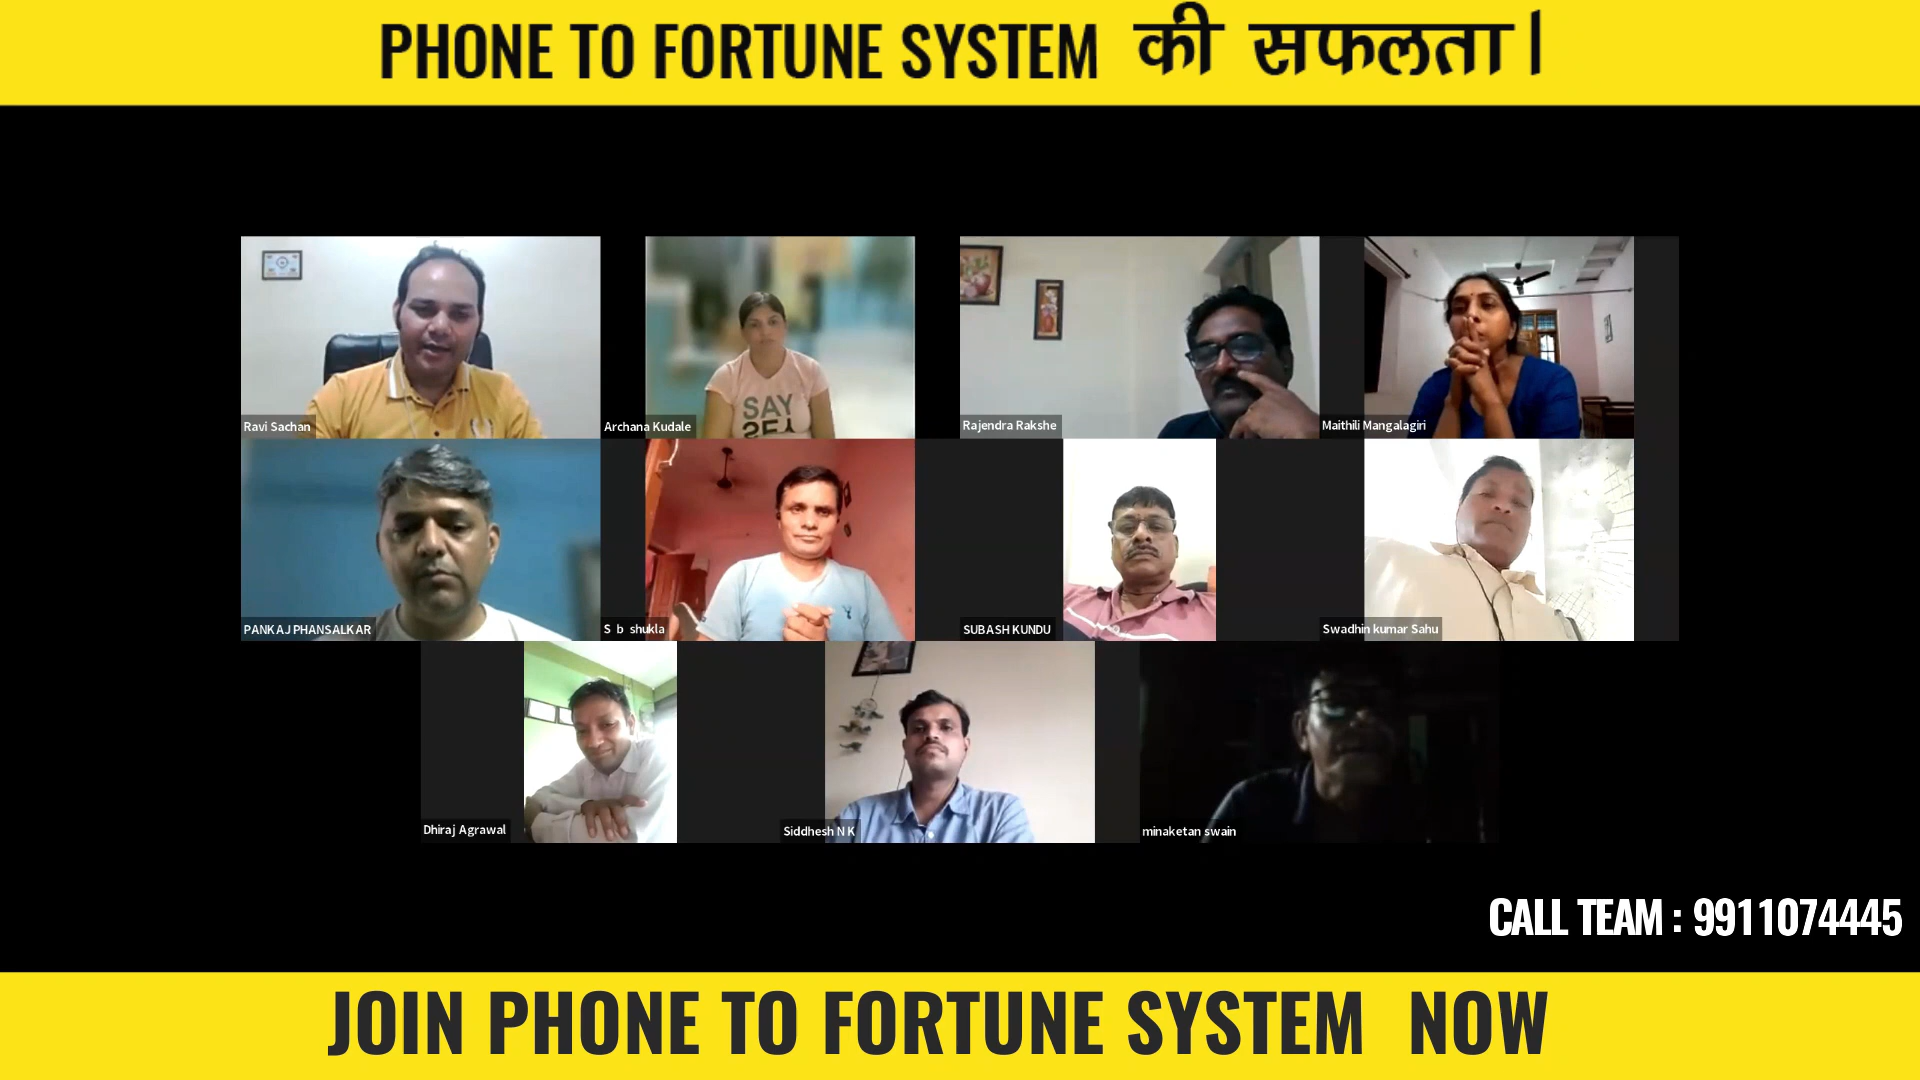 PHONE TO FORTUNE SYSTEM की सफलता।
Ravi Sachan
Archana Kudale
SAY
Rajendra Rakshe
Maithili Mangalagiri
PANKAJ PHANSALKAR
S b shukla
SUBASH KUNDU
Swadhin kumar Sahu
Dhiraj Agrawal
Siddhesh N K
minaketan swain
CALL TEAM : 9911074445
JOIN PHONE TO FORTUNE SYSTEM NOW